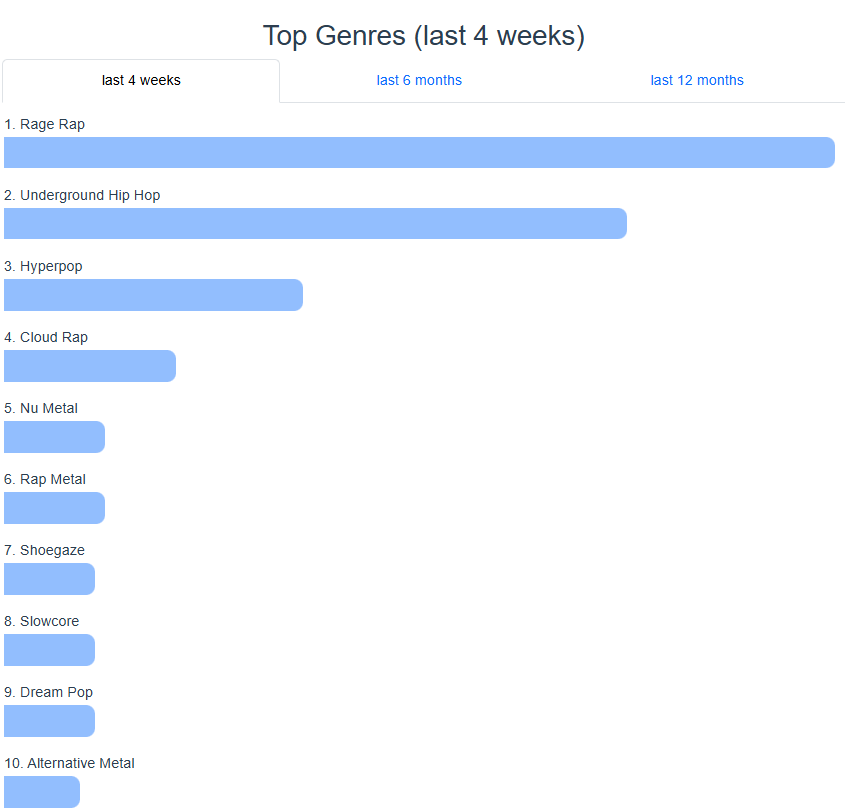 Top Genres (last 4 weeks)
last 4 weeks last 6 months last 12 months
1. Rage Rap
2. Underground Hip Hop
3. Hyperpop
4. Cloud Rap
5. Nu Metal
6. Rap Metal
7. Shoegaze
8. Slowcore
9. Dream Pop
10. Alternative Metal